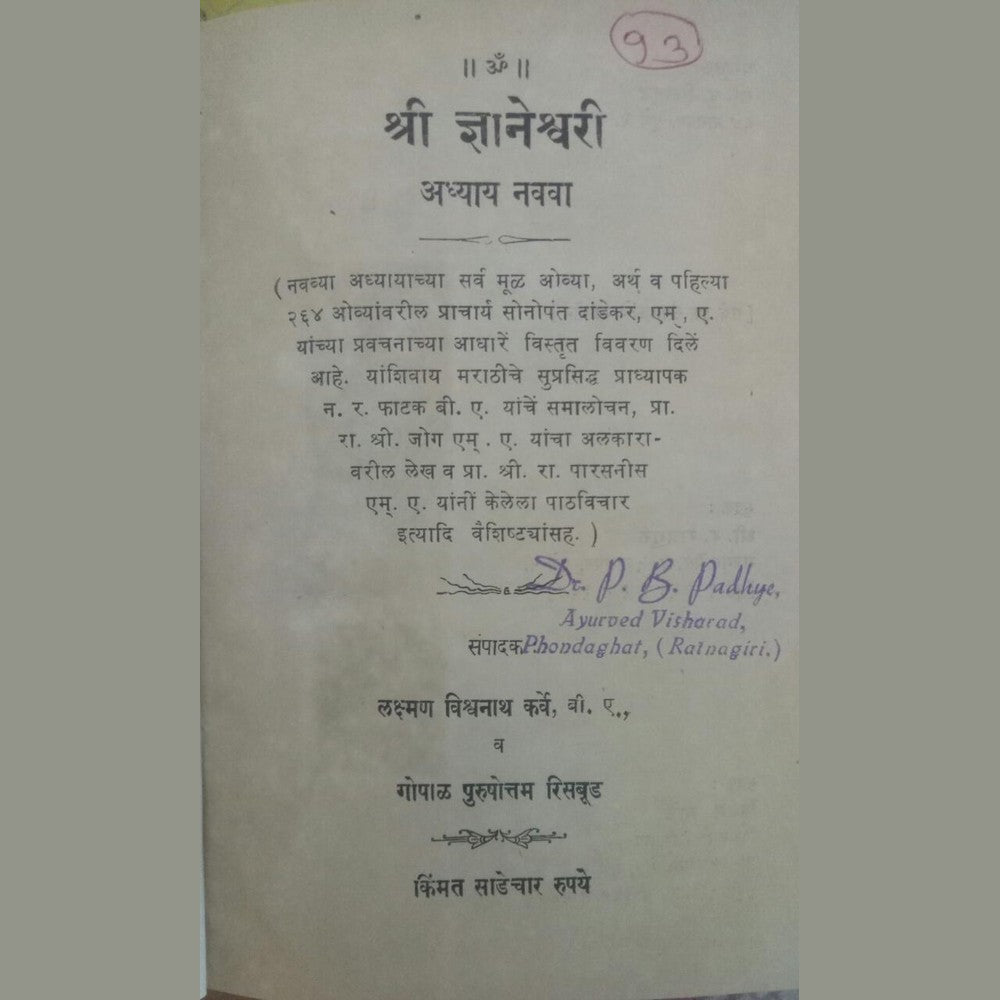 93
॥ ॐ ॥
श्री ज्ञानेश्वरी
अध्याय नववा
( नवव्या अध्यायाच्या सर्व मूळ ओव्या, अर्थ व पहिल्या
२६४ ओव्यांवरील प्राचार्य सोनोपंत दांडेकर, एम्, ए.
यांच्या प्रवचनाच्या आधारें विस्तृत विवरण दिलें
आहे. यांशिवाय मराठीचे सुप्रसिद्ध प्राध्यापक
न. र. फाटक बी. ए. यांचें समालोचन, प्रा.
रा. श्री. जोग एम् . ए. यांचा अलकारा-
वरील लेख व प्रा. श्री. रा. पारसनीस
एम्. ए. यांनीं केलेला पाठविचार
इत्यादि वैशिष्ट्यांसह. )
Dr. P. B. Padhye,
Ayurved Visharad,
संपादक Phondaghat, (Ratnagiri.)
लक्ष्मण विश्वनाथ कर्वे, बी. ए.,
व
गोपाळ पुरुषोत्तम रिसबूड
किंमत साडेचार रुपये